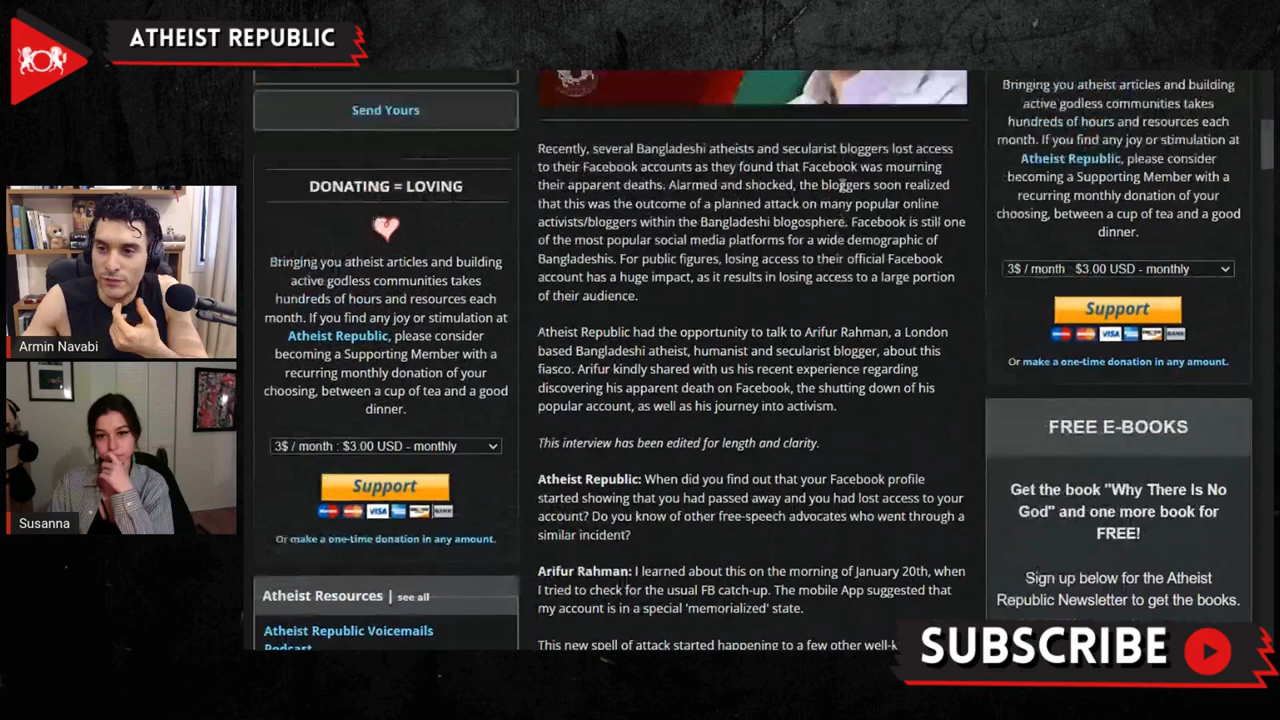 ATHEIST REPUBLIC
Armin Navabi
Susanna
Send Yours
DONATING = LOVING
Bringing you atheist articles and building
active godless communities takes
hundreds of hours and resources each
month. If you find any joy or stimulation at
Atheist Republic, please consider
becoming a Supporting Member with a
recurring monthly donation of your
choosing, between a cup of tea and a good
dinner.
3$ / month : $3.00 USD - monthly
Support
VISA
BANK
Or make a one-time donation in any amount.
Atheist Resources | see all
Atheist Republic Voicemails
Podcast
Recently, several Bangladeshi atheists and secularist bloggers lost access
to their Facebook accounts as they found that Facebook was mourning
their apparent deaths. Alarmed and shocked, the bloggers soon realized
that this was the outcome of a planned attack on many popular online
activists/bloggers within the Bangladeshi blogosphere. Facebook is still one
of the most popular social media platforms for a wide demographic of
Bangladeshis. For public figures, losing access to their official Facebook
account has a huge impact, as it results in losing access to a large portion
of their audience.
Atheist Republic had the opportunity to talk to Arifur Rahman, a London
based Bangladeshi atheist, humanist and secularist blogger, about this
fiasco. Arifur kindly shared with us his recent experience regarding
discovering his apparent death on Facebook, the shutting down of his
popular account, as well as his journey into activism.
This interview has been edited for length and clarity.
Atheist Republic: When did you find out that your Facebook profile
started showing that you had passed away and you had lost access to your
account? Do you know of other free-speech advocates who went through a
similar incident?
Arifur Rahman: I learned about this on the morning of January 20th, when
I tried to check for the usual FB catch-up. The mobile App suggested that
my account is in a special 'memorialized' state.
This new spell of attack started happening to a few other well-k
Bringing you atheist articles and building
active godless communities takes
hundreds of hours and resources each
month. If you find any joy or stimulation at
Atheist Republic, please consider
becoming a Supporting Member with a
recurring monthly donation of your
choosing, between a cup of tea and a good
dinner.
3$ / month : $3.00 USD - monthly
Support
VISA
BANK
Or make a one-time donation in any amount.
FREE E-BOOKS
Get the book "Why There Is No
God" and one more book for
FREE!
Sign up below for the Atheist
Republic Newsletter to get the books.
SUBSCRIBE